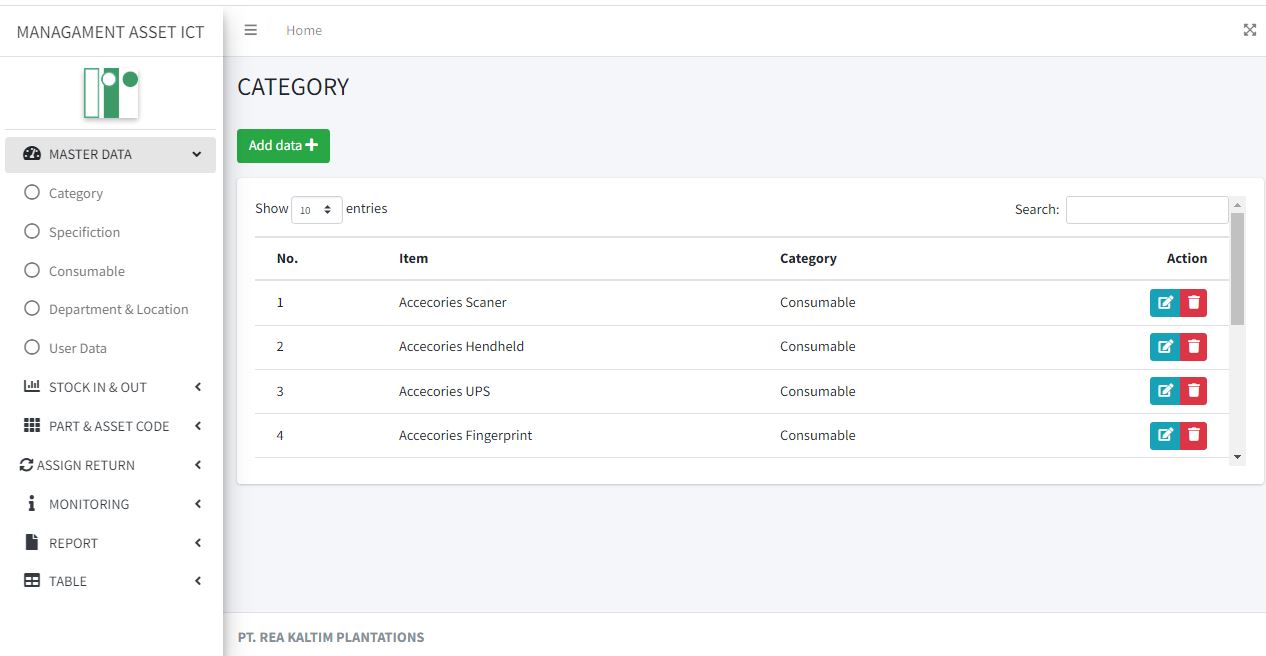 MANAGAMENT ASSET ICT
Home
CATEGORY
Add data
MASTER DATA
Category
Specifiction
Consumable
Department & Location
User Data
STOCK IN & OUT
PART & ASSET CODE
ASSIGN RETURN
MONITORING
REPORT
TABLE
Show 10 entries
Search:
No. Item Category Action
1 Accecories Scaner Consumable
2 Accecories Hendheld Consumable
3 Accecories UPS Consumable
4 Accecories Fingerprint Consumable
PT. REA KALTIM PLANTATIONS